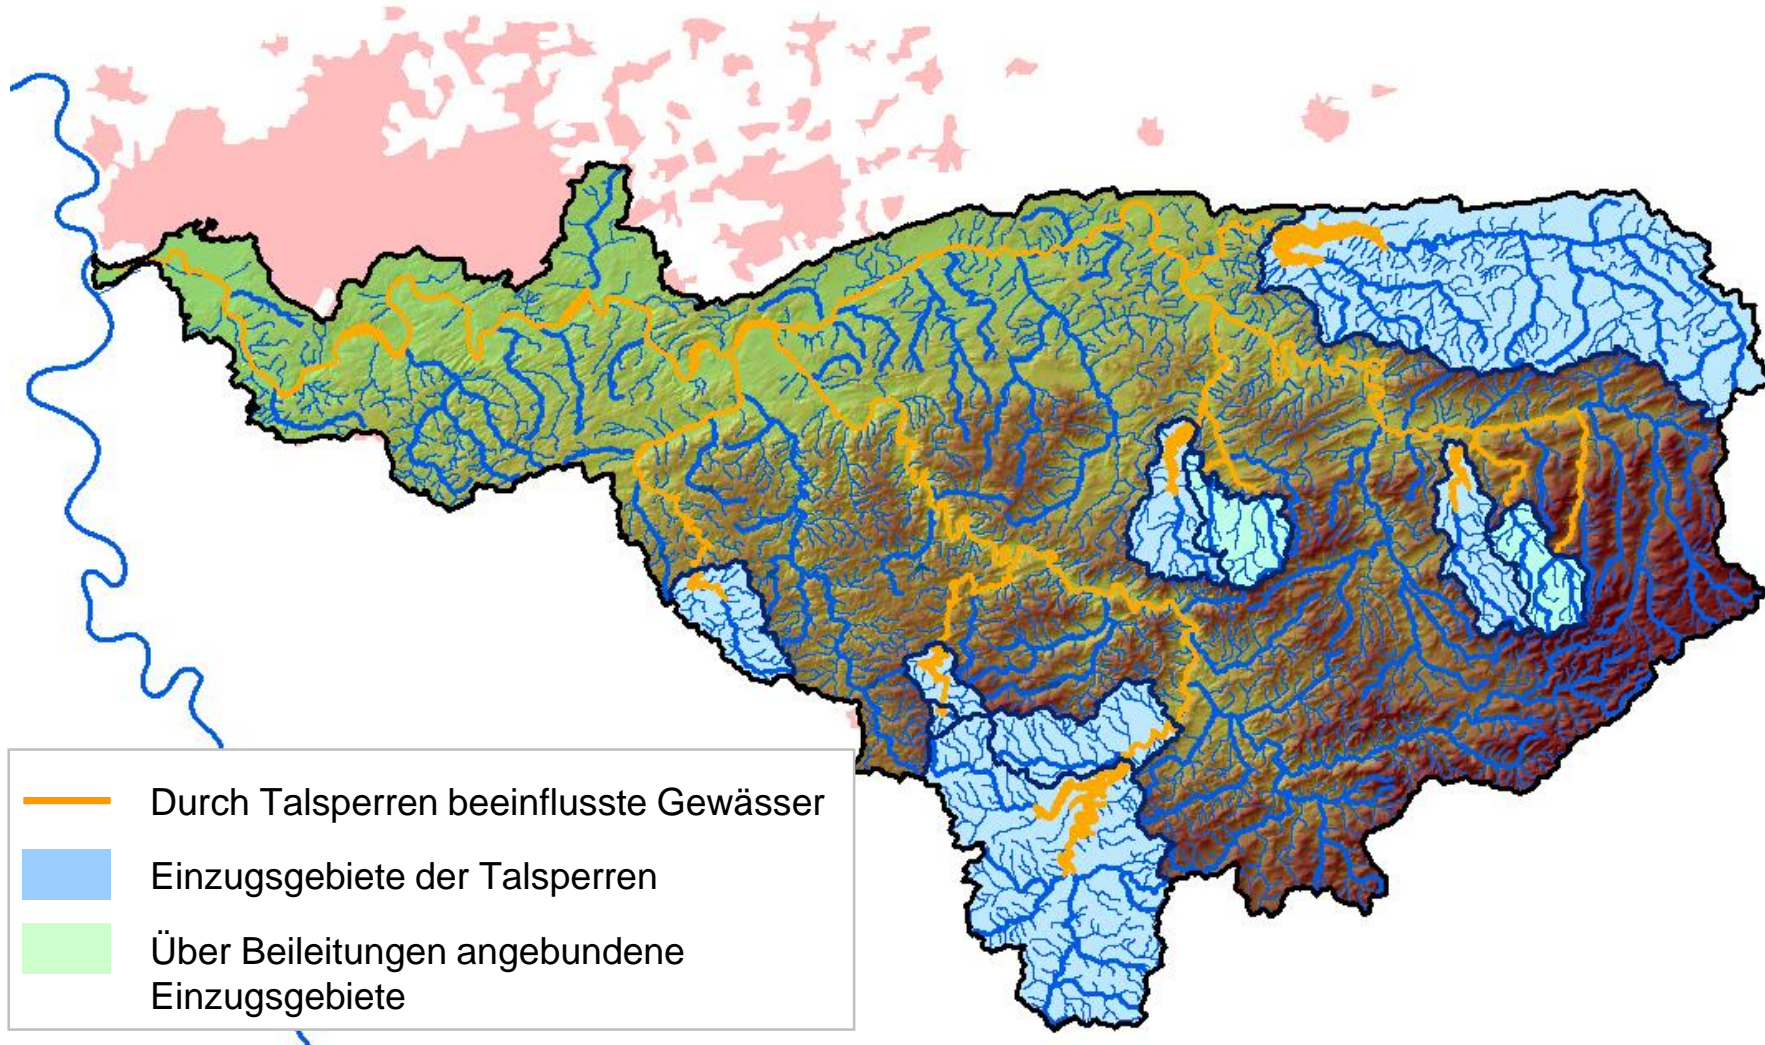 Durch Talsperren beeinflusste Gewässer
Einzugsgebiete der Talsperren
Über Beileitungen angebundene
Einzugsgebiete